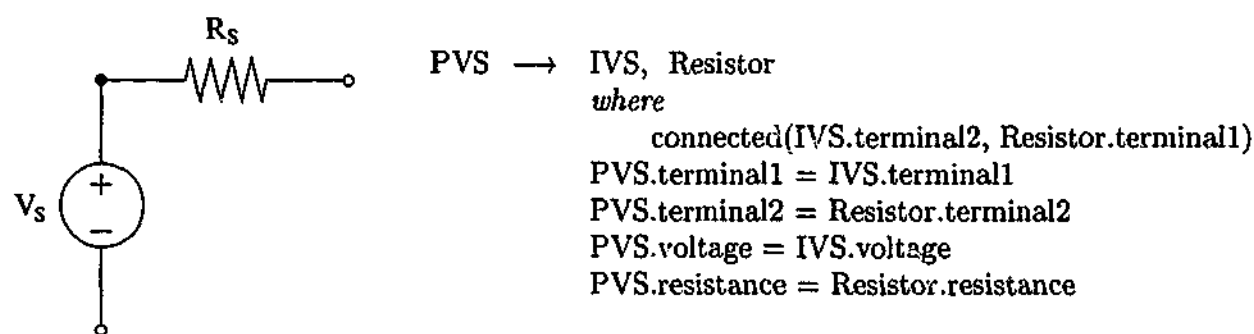 R_S
V_S
+
−
PVS → IVS, Resistor
where
connected(IVS.terminal2, Resistor.terminal1)
PVS.terminal1 = IVS.terminal1
PVS.terminal2 = Resistor.terminal2
PVS.voltage = IVS.voltage
PVS.resistance = Resistor.resistance